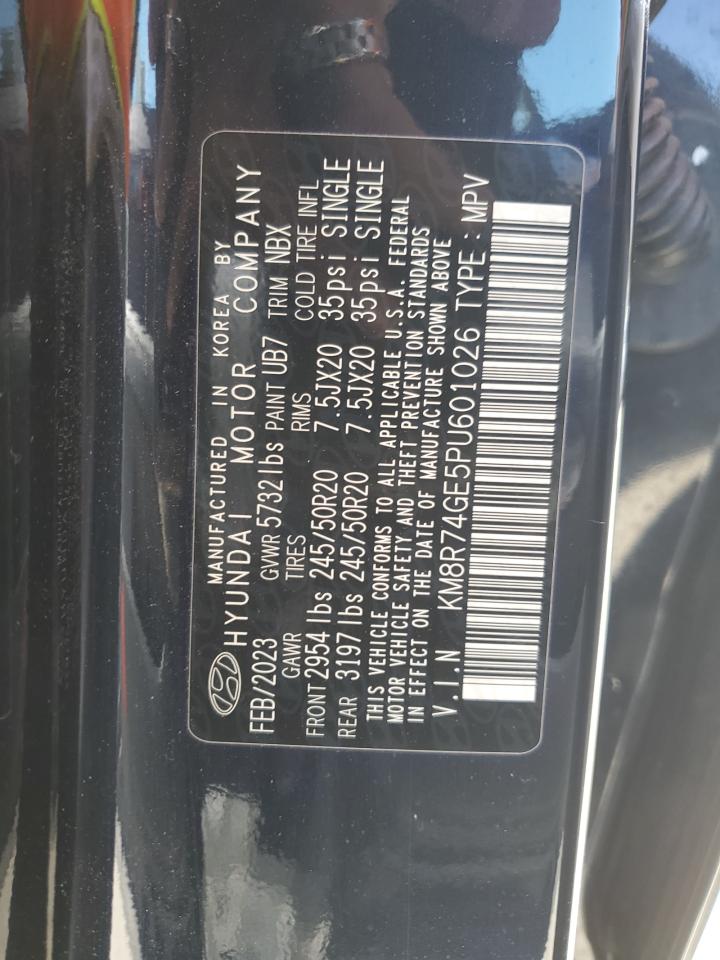 MANUFACTURED IN KOREA BY
HYUNDAI MOTOR COMPANY
FEB/2023 GVWR 5732 lbs PAINT UB7 TRIM NBX
GAWR TIRES RIMS COLD TIRE INFL
FRONT 2954 lbs 245/50R20 7.5JX20 35psi SINGLE
REAR 3197 lbs 245/50R20 7.5JX20 35psi SINGLE
THIS VEHICLE CONFORMS TO ALL APPLICABLE U.S.A. FEDERAL
MOTOR VEHICLE SAFETY AND THEFT PREVENTION STANDARDS
IN EFFECT ON THE DATE OF MANUFACTURE SHOWN ABOVE
V.I.N KM8R74GE5PU601026 TYPE : MPV